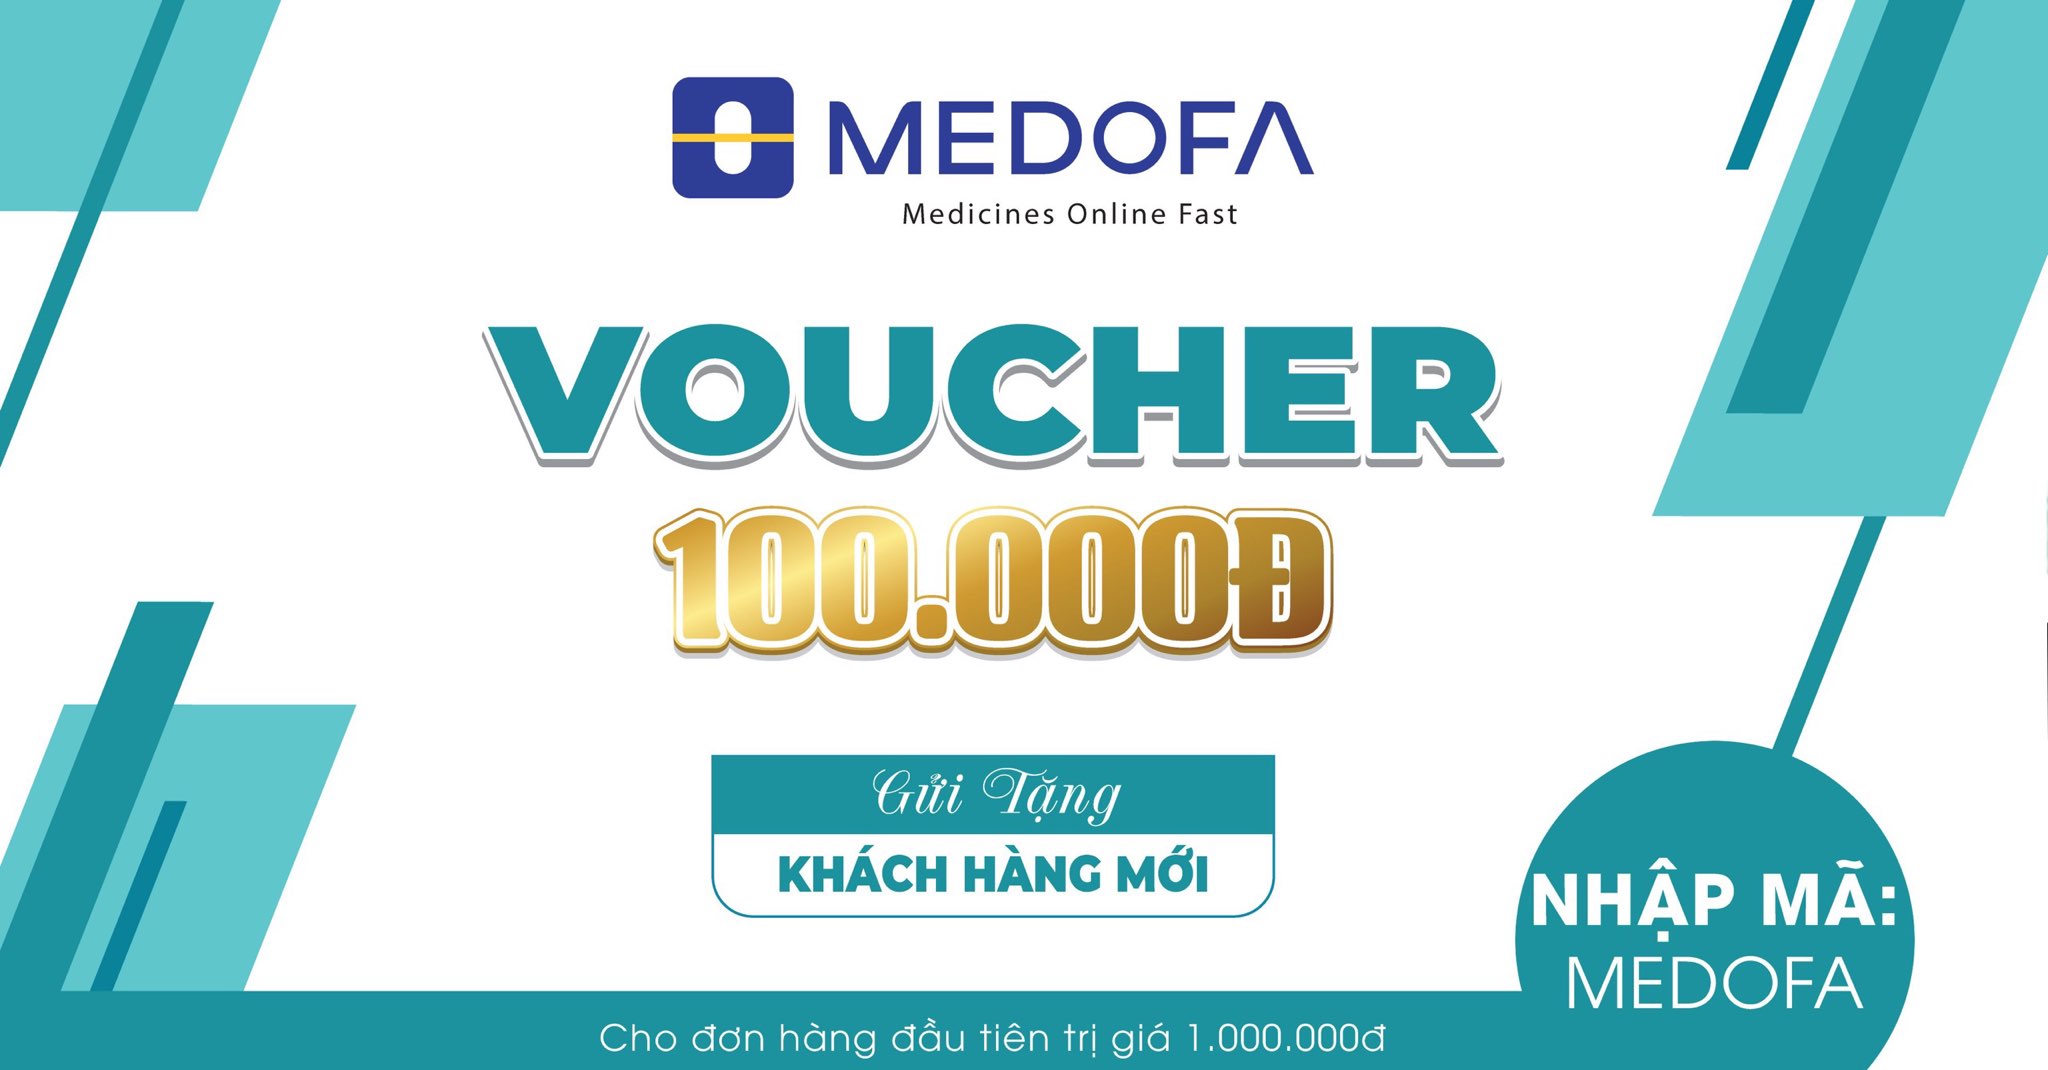 MEDOFA
Medicines Online Fast
VOUCHER
100.000Đ
Gửi Tặng
KHÁCH HÀNG MỚI
NHẬP MÃ:
MEDOFA
Cho đơn hàng đầu tiên trị giá 1.000.000đ